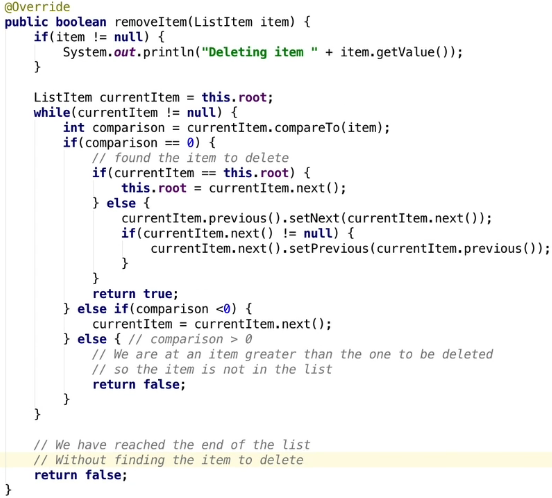 @Override
public boolean removeItem(ListItem item) {
    if(item != null) {
        System.out.println("Deleting item " + item.getValue());
    }

    ListItem currentItem = this.root;
    while(currentItem != null) {
        int comparison = currentItem.compareTo(item);
        if(comparison == 0) {
            // found the item to delete
            if(currentItem == this.root) {
                this.root = currentItem.next();
            } else {
                currentItem.previous().setNext(currentItem.next());
                if(currentItem.next() != null) {
                    currentItem.next().setPrevious(currentItem.previous());
                }
            }
            return true;
        } else if(comparison <0) {
            currentItem = currentItem.next();
        } else { // comparison > 0
            // We are at an item greater than the one to be deleted
            // so the item is not in the list
            return false;
        }
    }

    // We have reached the end of the list
    // Without finding the item to delete
    return false;
}